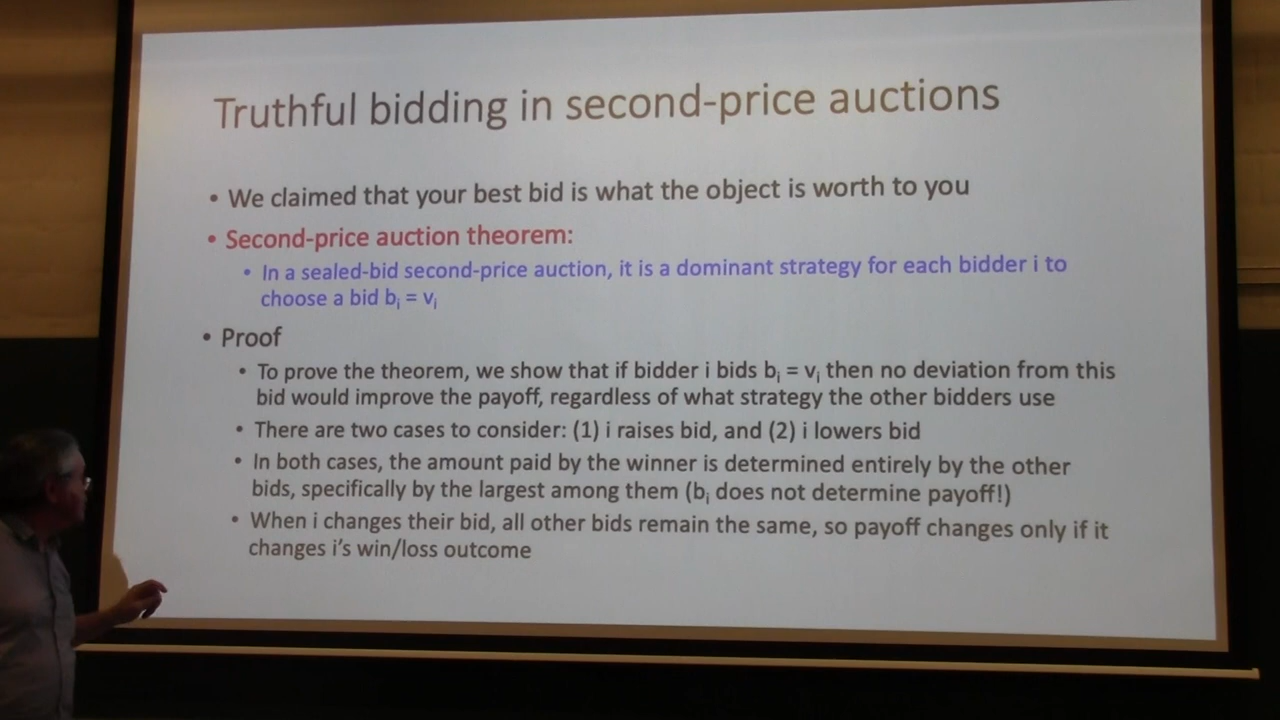 Truthful bidding in second-price auctions
• We claimed that your best bid is what the object is worth to you
• Second-price auction theorem:
• In a sealed-bid second-price auction, it is a dominant strategy for each bidder i to
choose a bid bᵢ = vᵢ
• Proof
• To prove the theorem, we show that if bidder i bids bᵢ = vᵢ then no deviation from this
bid would improve the payoff, regardless of what strategy the other bidders use
• There are two cases to consider: (1) i raises bid, and (2) i lowers bid
• In both cases, the amount paid by the winner is determined entirely by the other
bids, specifically by the largest among them (bᵢ does not determine payoff!)
• When i changes their bid, all other bids remain the same, so payoff changes only if it
changes i’s win/loss outcome